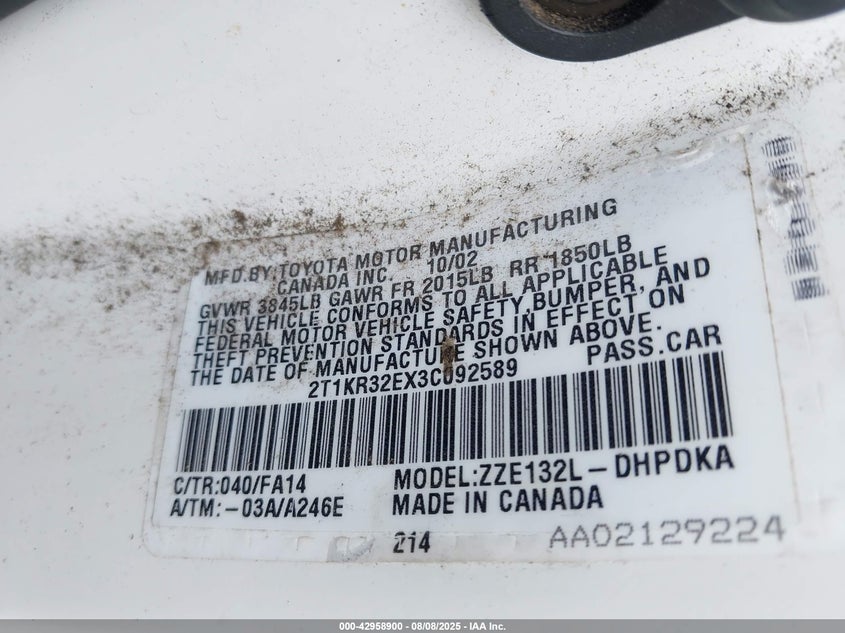 MFD.BY:TOYOTA MOTOR MANUFACTURING
CANADA INC. 10/02
GVWR 3845LB GAWR FR 2015LB RR 1850LB
THIS VEHICLE CONFORMS TO ALL APPLICABLE
FEDERAL MOTOR VEHICLE SAFETY, BUMPER, AND
THEFT PREVENTION STANDARDS IN EFFECT ON
THE DATE OF MANUFACTURE SHOWN ABOVE.
2T1KR32EX3C092589 PASS.CAR
C/TR:040/FA14 MODEL:ZZE132L-DHPDKA
A/TM:-03A/A246E MADE IN CANADA
214 AA02129224
000-42958900 - 08/08/2025 - IAA Inc.